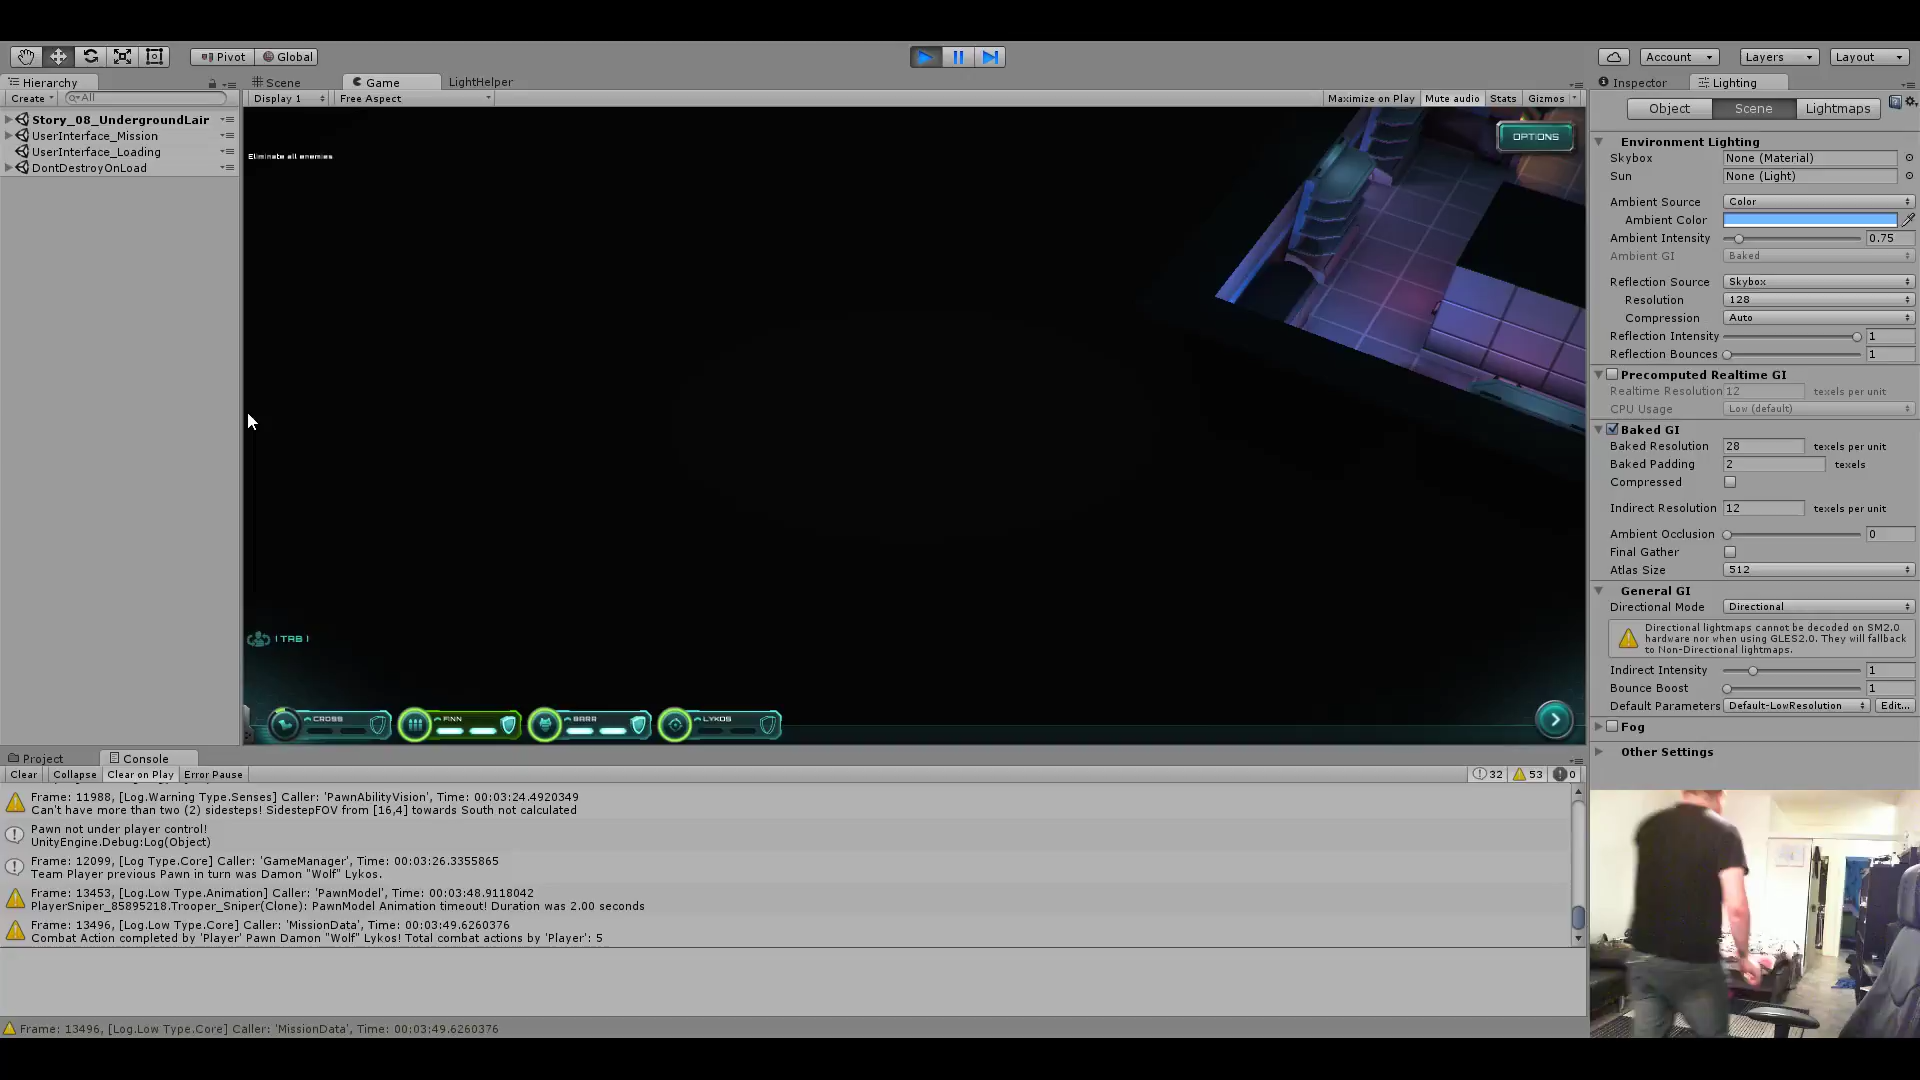 Pivot
Global
Account
Layers
Layout
Hierarchy
Scene
Game
LightHelper
Inspector
Lighting
Create
All
Display 1
Free Aspect
Maximize on Play
Mute audio
Stats
Gizmos
Object
Scene
Lightmaps
Story_08_UndergroundLair
UserInterface_Mission
UserInterface_Loading
DontDestroyOnLoad
Eliminate all enemies
OPTIONS
[ TAB ]
CROSS
FINN
BARR
LYKOS
Environment Lighting
Skybox None (Material)
Sun None (Light)
Ambient Source Color
Ambient Color
Ambient Intensity 0.75
Ambient GI Baked
Reflection Source Skybox
Resolution 128
Compression Auto
Reflection Intensity 1
Reflection Bounces 1
Precomputed Realtime GI
Realtime Resolution 12 texels per unit
CPU Usage Low (default)
Baked GI
Baked Resolution 28 texels per unit
Baked Padding 2 texels
Compressed
Indirect Resolution 12 texels per unit
Ambient Occlusion 0
Final Gather
Atlas Size 512
General GI
Directional Mode Directional
Directional lightmaps cannot be decoded on SM2.0
hardware nor when using GLES2.0. They will fallback
to Non-Directional lightmaps.
Indirect Intensity 1
Bounce Boost 1
Default Parameters Default-LowResolution Edit...
Fog
Other Settings
Project
Console
Clear
Collapse
Clear on Play
Error Pause
32
53
0
Frame: 11988, [Log.Warning Type.Senses] Caller: 'PawnAbilityVision', Time: 00:03:24.4920349
Can't have more than two (2) sidesteps! SidestepFOV from [16,4] towards South not calculated
Pawn not under player control!
UnityEngine.Debug:Log(Object)
Frame: 12099, [Log Type.Core] Caller: 'GameManager', Time: 00:03:26.3355865
Team Player previous Pawn in turn was Damon "Wolf" Lykos.
Frame: 13453, [Log.Low Type.Animation] Caller: 'PawnModel', Time: 00:03:48.9118042
PlayerSniper_85895218.Trooper_Sniper(Clone): PawnModel Animation timeout! Duration was 2.00 seconds
Frame: 13496, [Log.Low Type.Core] Caller: 'MissionData', Time: 00:03:49.6260376
Combat Action completed by 'Player' Pawn Damon "Wolf" Lykos! Total combat actions by 'Player': 5
Frame: 13496, [Log.Low Type.Core] Caller: 'MissionData', Time: 00:03:49.6260376